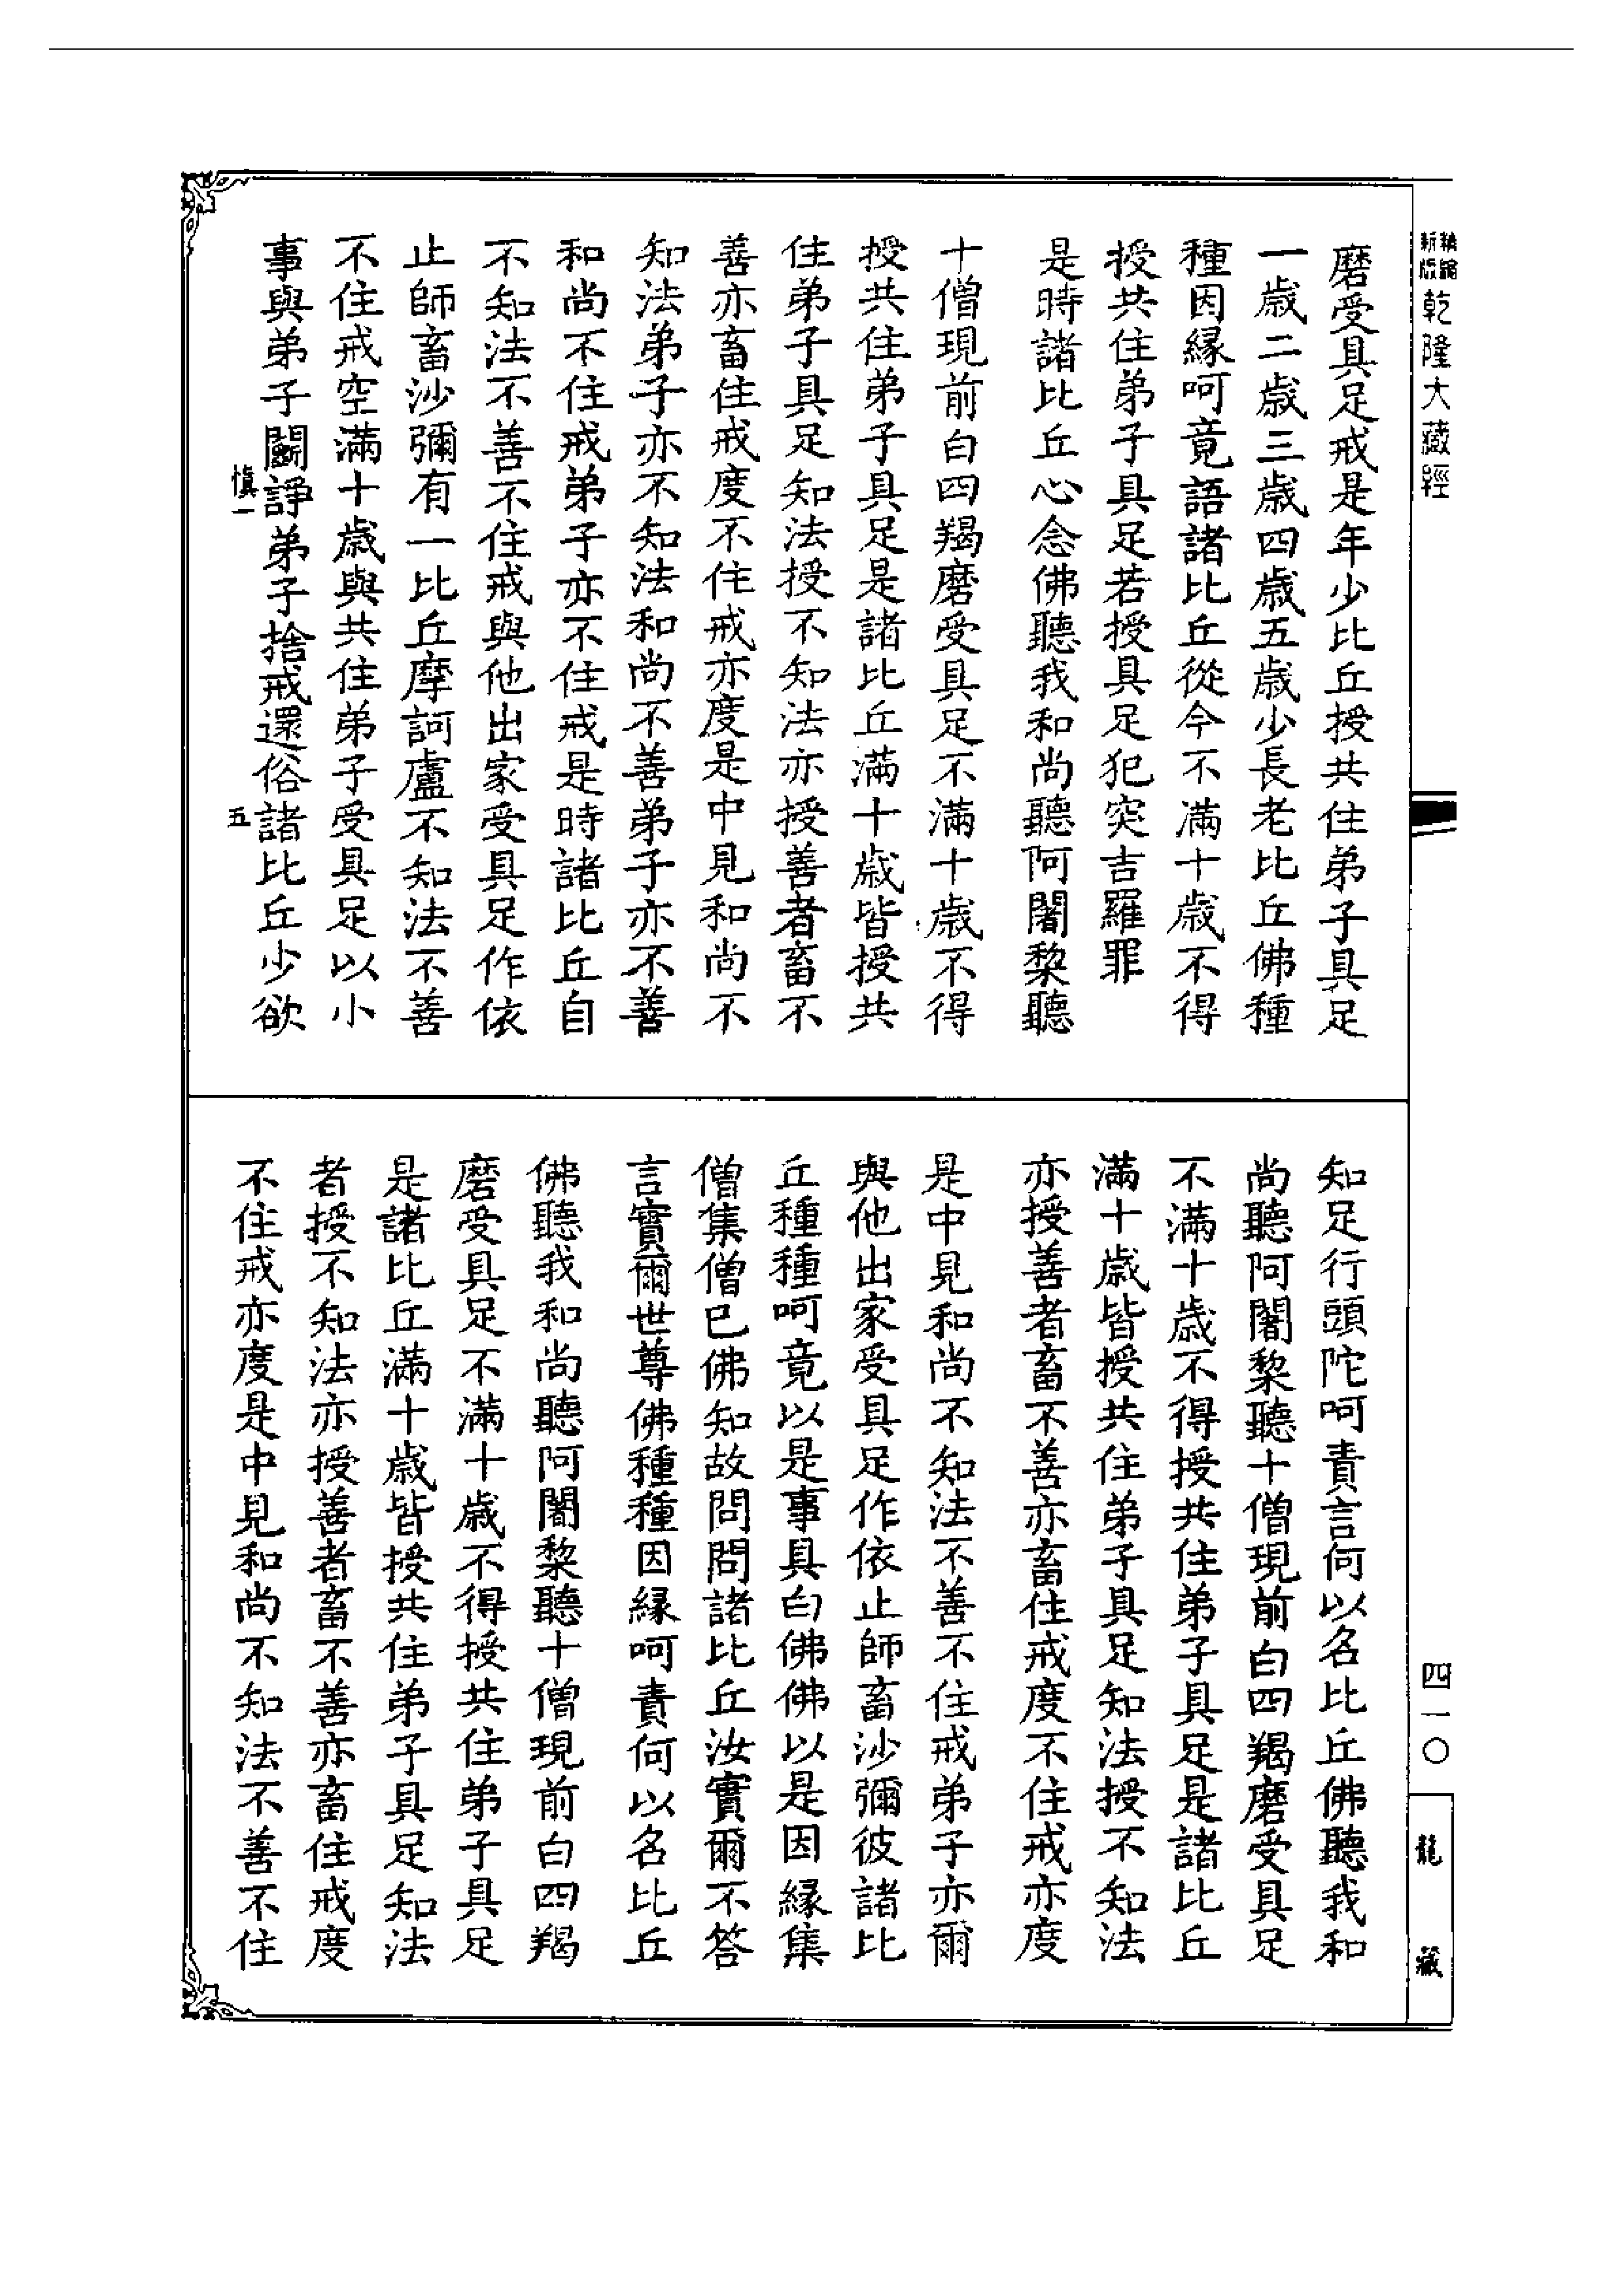 新版
乾隆大藏經
磨受具足戒是年少比丘授共住弟子具足
一歲二歲三歲四歲五歲少長老比丘佛種
種因緣呵竟語諸比丘從今不滿十歲不得
授共住弟子具足若授具足犯突吉羅罪
是時諸比丘心念佛聽我和尚聽阿闍黎聽
十僧現前白四羯磨受具足不滿十歲不得
授共住弟子具足是諸比丘滿十歲皆授共
住弟子具足知法授不知法亦授善者畜不
善亦畜住戒度不住戒亦度是中見和尚不
知法弟子亦不知法和尚不善弟子亦不善
和尚不住戒弟子亦不住戒是時諸比丘自
不知法不善不住戒與他出家受具足作依
止師畜沙彌有一比丘摩訶盧不知法不善
不住戒空滿十歲與共住弟子受具足以小
事與弟子鬬諍弟子捨戒還俗諸比丘少欲
慎一
五
知足行頭陀呵責言何以名比丘佛聽我和
尚聽阿闍黎聽十僧現前白四羯磨受具足
不滿十歲不得授共住弟子具足是諸比丘
滿十歲皆授共住弟子具足知法授不知法
亦授善者畜不善亦畜住戒度不住戒亦度
是中見和尚不知法不善不住戒弟子亦爾
與他出家受具足作依止師畜沙彌彼諸比
丘種種呵竟以是事具白佛佛以是因緣集
僧集僧已佛知故問問諸比丘汝實爾不答
言實爾世尊佛種種因緣呵責何以名比丘
佛聽我和尚聽阿闍黎聽十僧現前白四羯
磨受具足不滿十歲不得授共住弟子具足
是諸比丘滿十歲皆授共住弟子具足知法
者授不知法亦授善者畜不善亦畜住戒度
不住戒亦度是中見和尚不知法不善不住
四一〇
龍藏